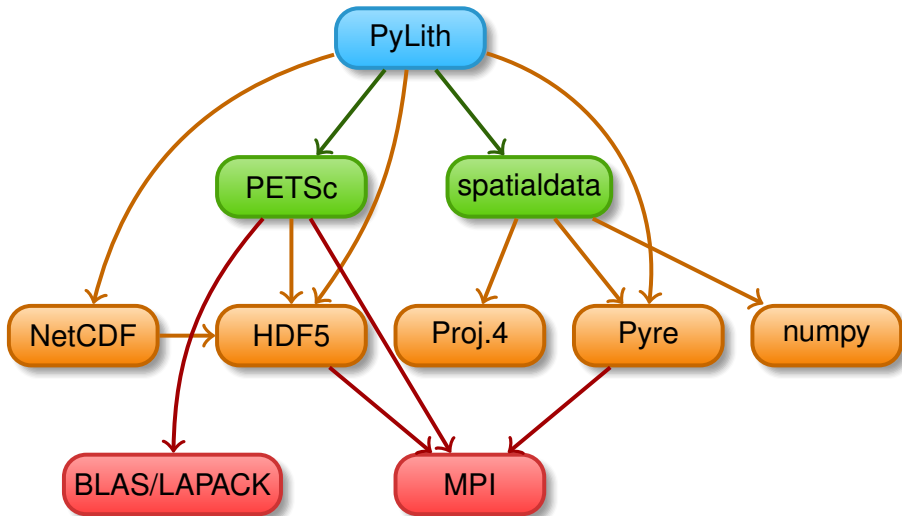 PyLith
PETSc
spatialdata
NetCDF
HDF5
Proj.4
Pyre
numpy
BLAS/LAPACK
MPI